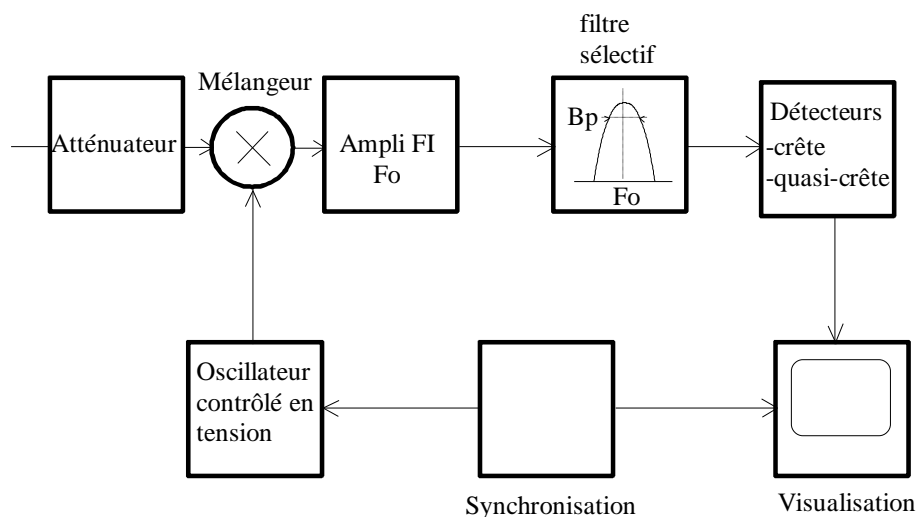 filtre
sélectif
Mélangeur
Atténuateur
Ampli FI
Fo
Bp
Fo
Détecteurs
-crête
-quasi-crête
Oscillateur
contrôlé en
tension
Synchronisation
Visualisation